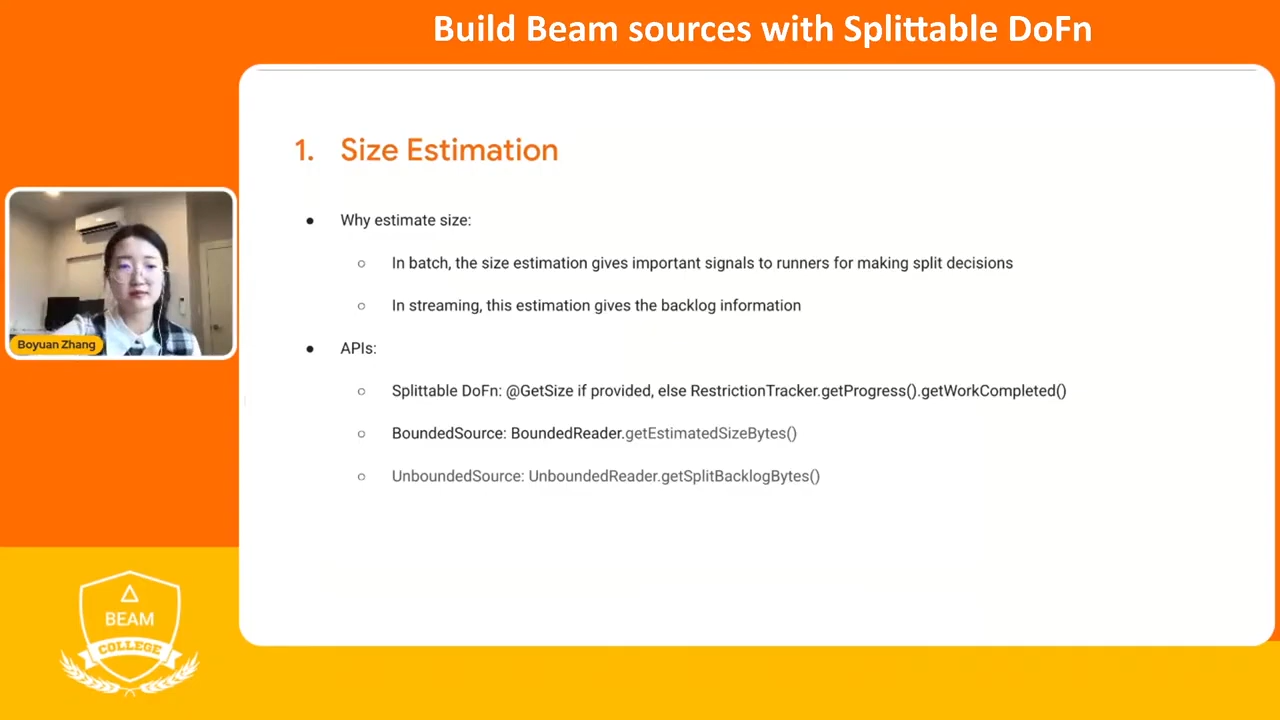 Build Beam sources with Splittable DoFn
1. Size Estimation
● Why estimate size:
○ In batch, the size estimation gives important signals to runners for making split decisions
○ In streaming, this estimation gives the backlog information
● APIs:
○ Splittable DoFn: @GetSize if provided, else RestrictionTracker.getProgress().getWorkCompleted()
○ BoundedSource: BoundedReader.getEstimatedSizeBytes()
○ UnboundedSource: UnboundedReader.getSplitBacklogBytes()
Boyuan Zhang
BEAM
COLLEGE